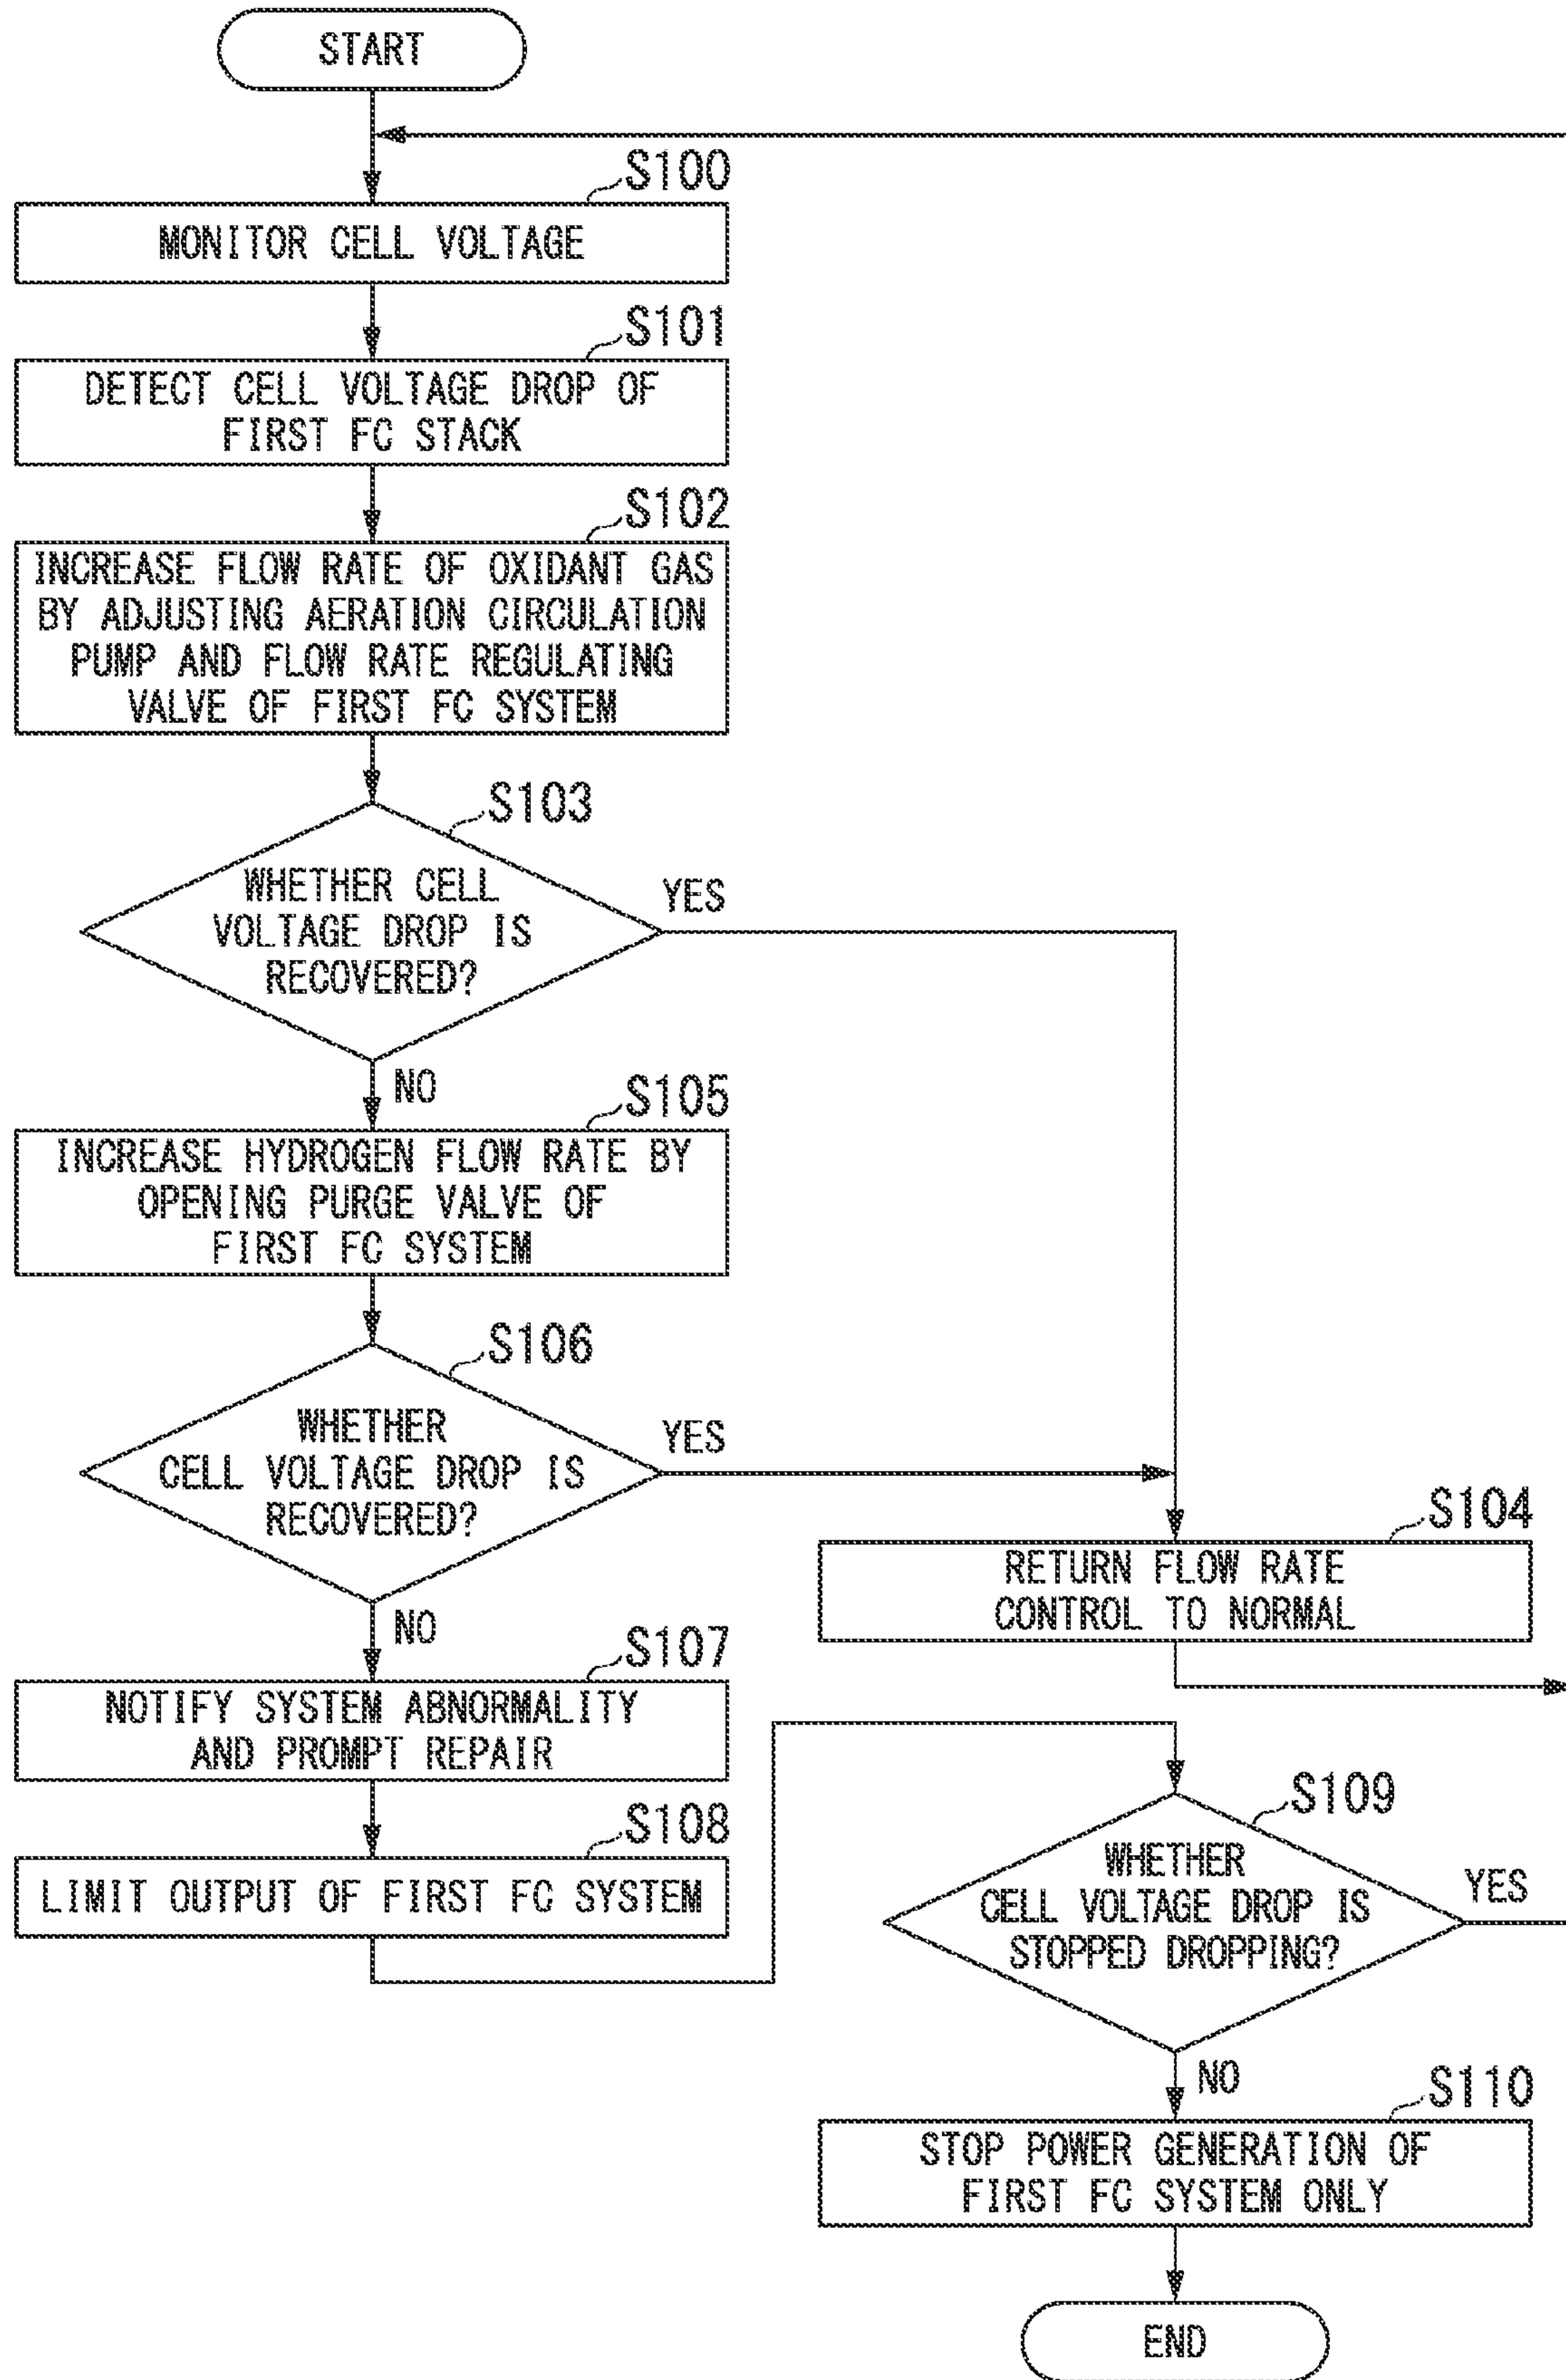 START
S100
MONITOR CELL VOLTAGE
S101
DETECT CELL VOLTAGE DROP OF
FIRST FC STACK
S102
INCREASE FLOW RATE OF OXIDANT GAS
BY ADJUSTING AERATION CIRCULATION
PUMP AND FLOW RATE REGULATING
VALVE OF FIRST FC SYSTEM
S103
WHETHER CELL
VOLTAGE DROP IS
RECOVERED?
YES
NO
S105
INCREASE HYDROGEN FLOW RATE BY
OPENING PURGE VALVE OF
FIRST FC SYSTEM
S106
WHETHER
CELL VOLTAGE DROP IS
RECOVERED?
YES
NO
S104
RETURN FLOW RATE
CONTROL TO NORMAL
S107
NOTIFY SYSTEM ABNORMALITY
AND PROMPT REPAIR
S108
LIMIT OUTPUT OF FIRST FC SYSTEM
S109
WHETHER
CELL VOLTAGE DROP IS
STOPPED DROPPING?
YES
NO
S110
STOP POWER GENERATION OF
FIRST FC SYSTEM ONLY
END